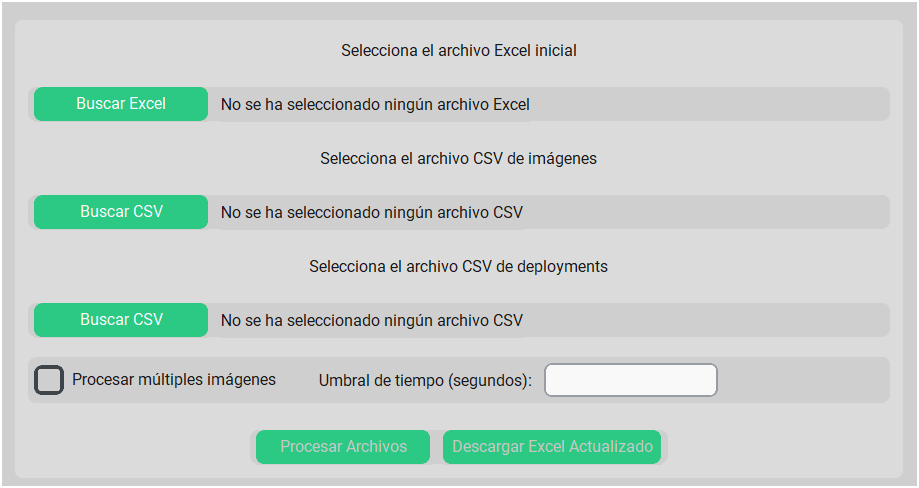 Selecciona el archivo Excel inicial
Buscar Excel No se ha seleccionado ningún archivo Excel
Selecciona el archivo CSV de imágenes
Buscar CSV No se ha seleccionado ningún archivo CSV
Selecciona el archivo CSV de deployments
Buscar CSV No se ha seleccionado ningún archivo CSV
Procesar múltiples imágenes Umbral de tiempo (segundos):
Procesar Archivos Descargar Excel Actualizado